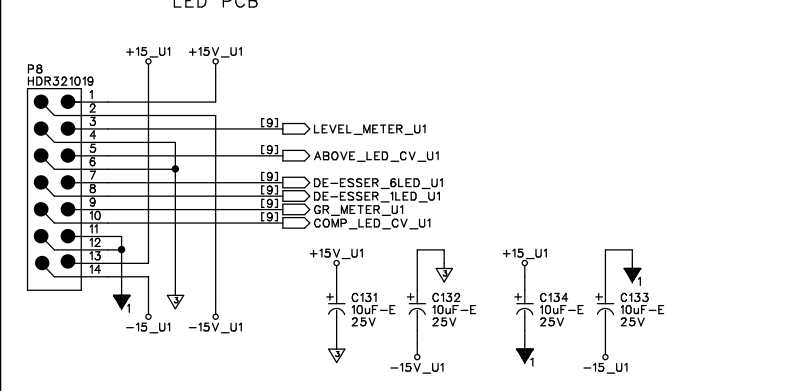 LED PCB
+15_U1 +15V_U1
P8
HDR321019
1
2
3
4
5
6
7
8
9
10
11
12
13
14
[9] LEVEL_METER_U1
[9] ABOVE_LED_CV_U1
[9] DE-ESSER_6LED_U1
[9] DE-ESSER_1LED_U1
[9] GR_METER_U1
[9] COMP_LED_CV_U1
1
3
-15_U1 -15V_U1
+15V_U1
+ C131
10uF-E
25V
3
3
+ C132
10uF-E
25V
-15V_U1
+15_U1
+ C134
10uF-E
25V
1
1
+ C133
10uF-E
25V
-15_U1